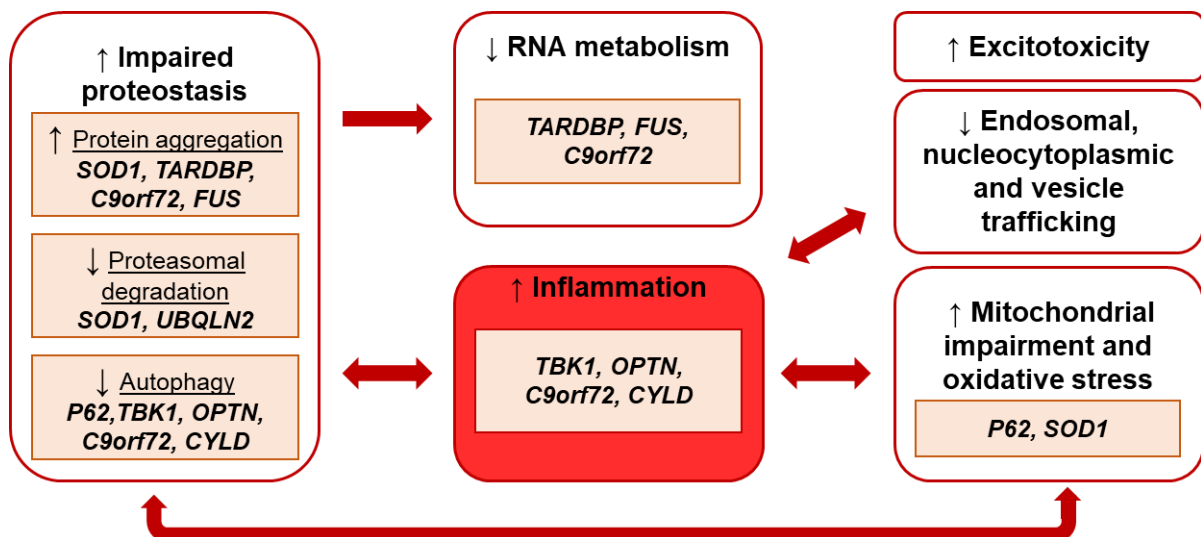 ↑ Impaired
proteostasis
↑ Protein aggregation
SOD1, TARDBP,
C9orf72, FUS
↓ Proteasomal
degradation
SOD1, UBQLN2
↓ Autophagy
P62,TBK1, OPTN,
C9orf72, CYLD
↓ RNA metabolism
TARDBP, FUS,
C9orf72
↑ Inflammation
TBK1, OPTN,
C9orf72, CYLD
↑ Excitotoxicity
↓ Endosomal,
nucleocytoplasmic
and vesicle
trafficking
↑ Mitochondrial
impairment and
oxidative stress
P62, SOD1